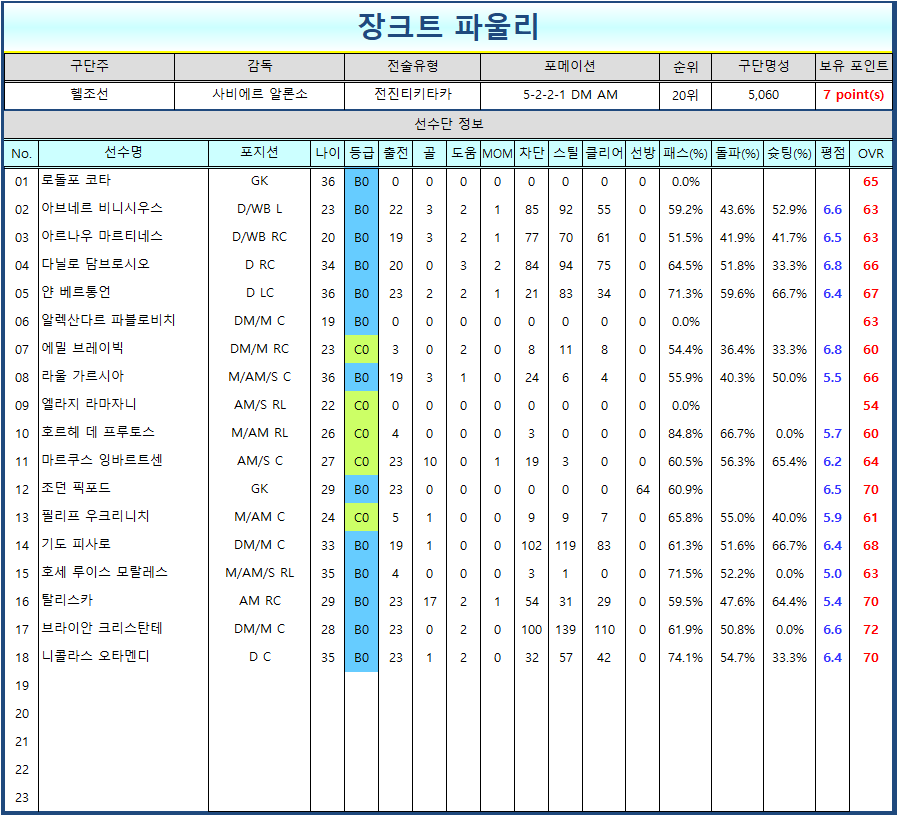 장크트 파울리
구단주 감독 전술유형 포메이션 순위 구단명성 보유 포인트
헬조선 사비에르 알론소 전진티키타카 5-2-2-1 DM AM 20위 5,060 7 point(s)
선수단 정보
No. 선수명 포지션 나이 등급 출전 골 도움 MOM 차단 스틸 클리어 선방 패스(%) 돌파(%) 슛팅(%) 평점 OVR
01 로돌포 코타 GK 36 B0 0 0 0 0 0 0 0 0 0.0% 65
02 아브네르 비니시우스 D/WB L 23 B0 22 3 2 1 85 92 55 0 59.2% 43.6% 52.9% 6.6 63
03 아르나우 마르티네스 D/WB RC 20 B0 19 3 2 1 77 70 61 0 51.5% 41.9% 41.7% 6.5 63
04 다닐로 담브로시오 D RC 34 B0 20 0 3 2 84 94 75 0 64.5% 51.8% 33.3% 6.8 66
05 얀 베르통언 D LC 36 B0 23 2 2 1 21 83 34 0 71.3% 59.6% 66.7% 6.4 67
06 알렉산다르 파블로비치 DM/M C 19 B0 0 0 0 0 0 0 0 0 0.0% 63
07 에밀 브레이빅 DM/M RC 23 C0 3 0 2 0 8 11 8 0 54.4% 36.4% 33.3% 6.8 60
08 라울 가르시아 M/AM/S C 36 B0 19 3 1 0 24 6 4 0 55.9% 40.3% 50.0% 5.5 66
09 엘라지 라마자니 AM/S RL 22 C0 0 0 0 0 0 0 0 0 0.0% 54
10 호르헤 데 프루토스 M/AM RL 26 C0 4 0 0 0 3 0 0 0 84.8% 66.7% 0.0% 5.7 60
11 마르쿠스 잉바르트센 AM/S C 27 C0 23 10 0 1 19 3 0 0 60.5% 56.3% 65.4% 6.2 64
12 조던 픽포드 GK 29 B0 23 0 0 0 0 0 0 64 60.9% 6.5 70
13 필리프 우크리니치 M/AM C 24 C0 5 1 0 0 9 9 7 0 65.8% 55.0% 40.0% 5.9 61
14 기도 피사로 DM/M C 33 B0 19 1 0 0 102 119 83 0 61.3% 51.6% 66.7% 6.4 68
15 호세 루이스 모랄레스 M/AM/S RL 35 B0 4 0 0 0 3 1 0 0 71.5% 52.2% 0.0% 5.0 63
16 탈리스카 AM RC 29 B0 23 17 2 1 54 31 29 0 59.5% 47.6% 64.4% 5.4 70
17 브라이안 크리스탄테 DM/M C 28 B0 23 0 2 0 100 139 110 0 61.9% 50.8% 0.0% 6.6 72
18 니콜라스 오타멘디 D C 35 B0 23 1 2 0 32 57 42 0 74.1% 54.7% 33.3% 6.4 70
19
20
21
22
23